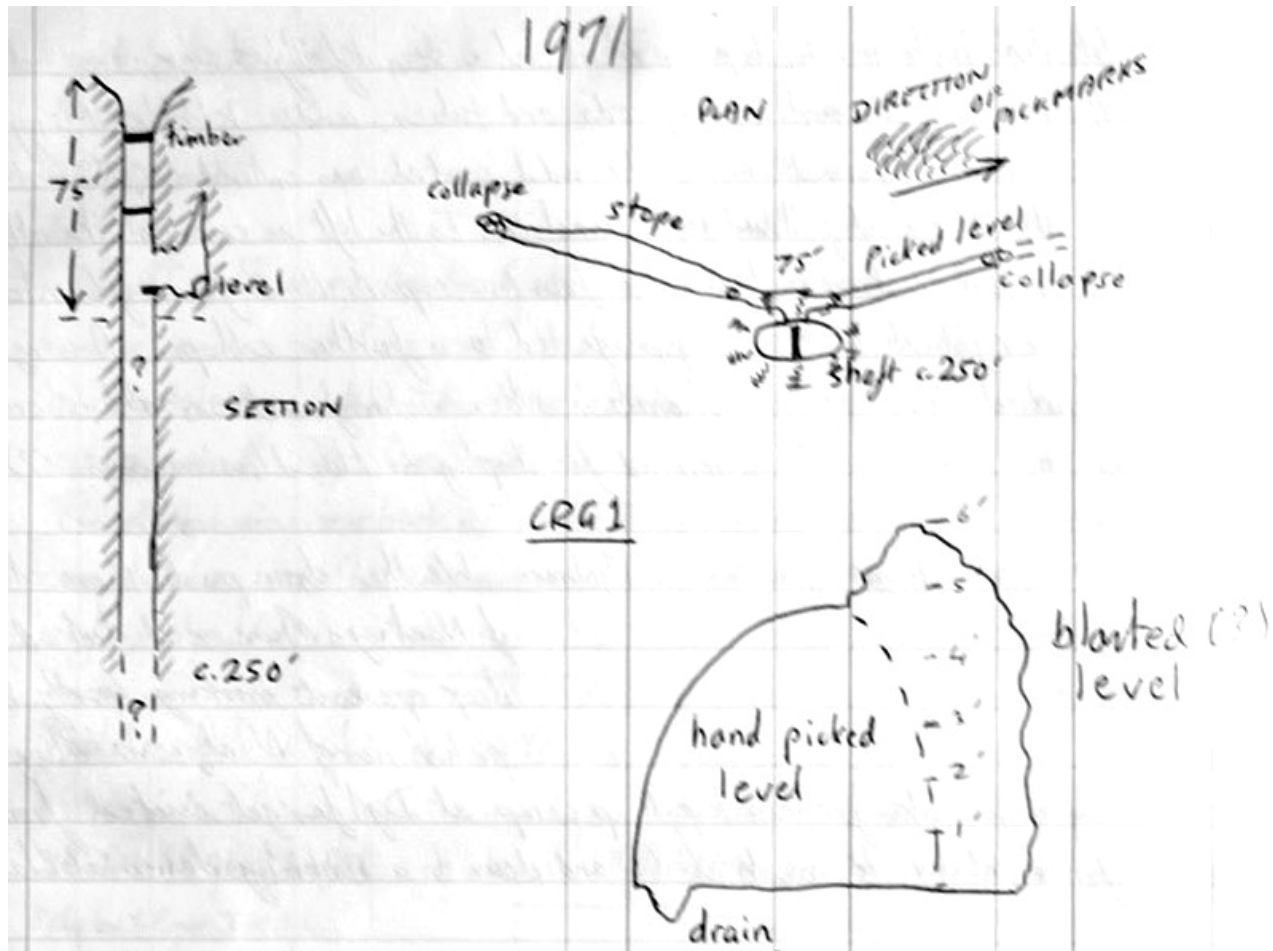 1971
timber
75'
level
?
SECTION
c.250'
?
PLAN
DIRECTION
OF
PICKMARKS
collapse
stope
75'
Picked level
collapse
shaft c.250'
CRG1
6'
5
4'
3'
2'
1'
hand picked
level
blasted (?)
level
drain